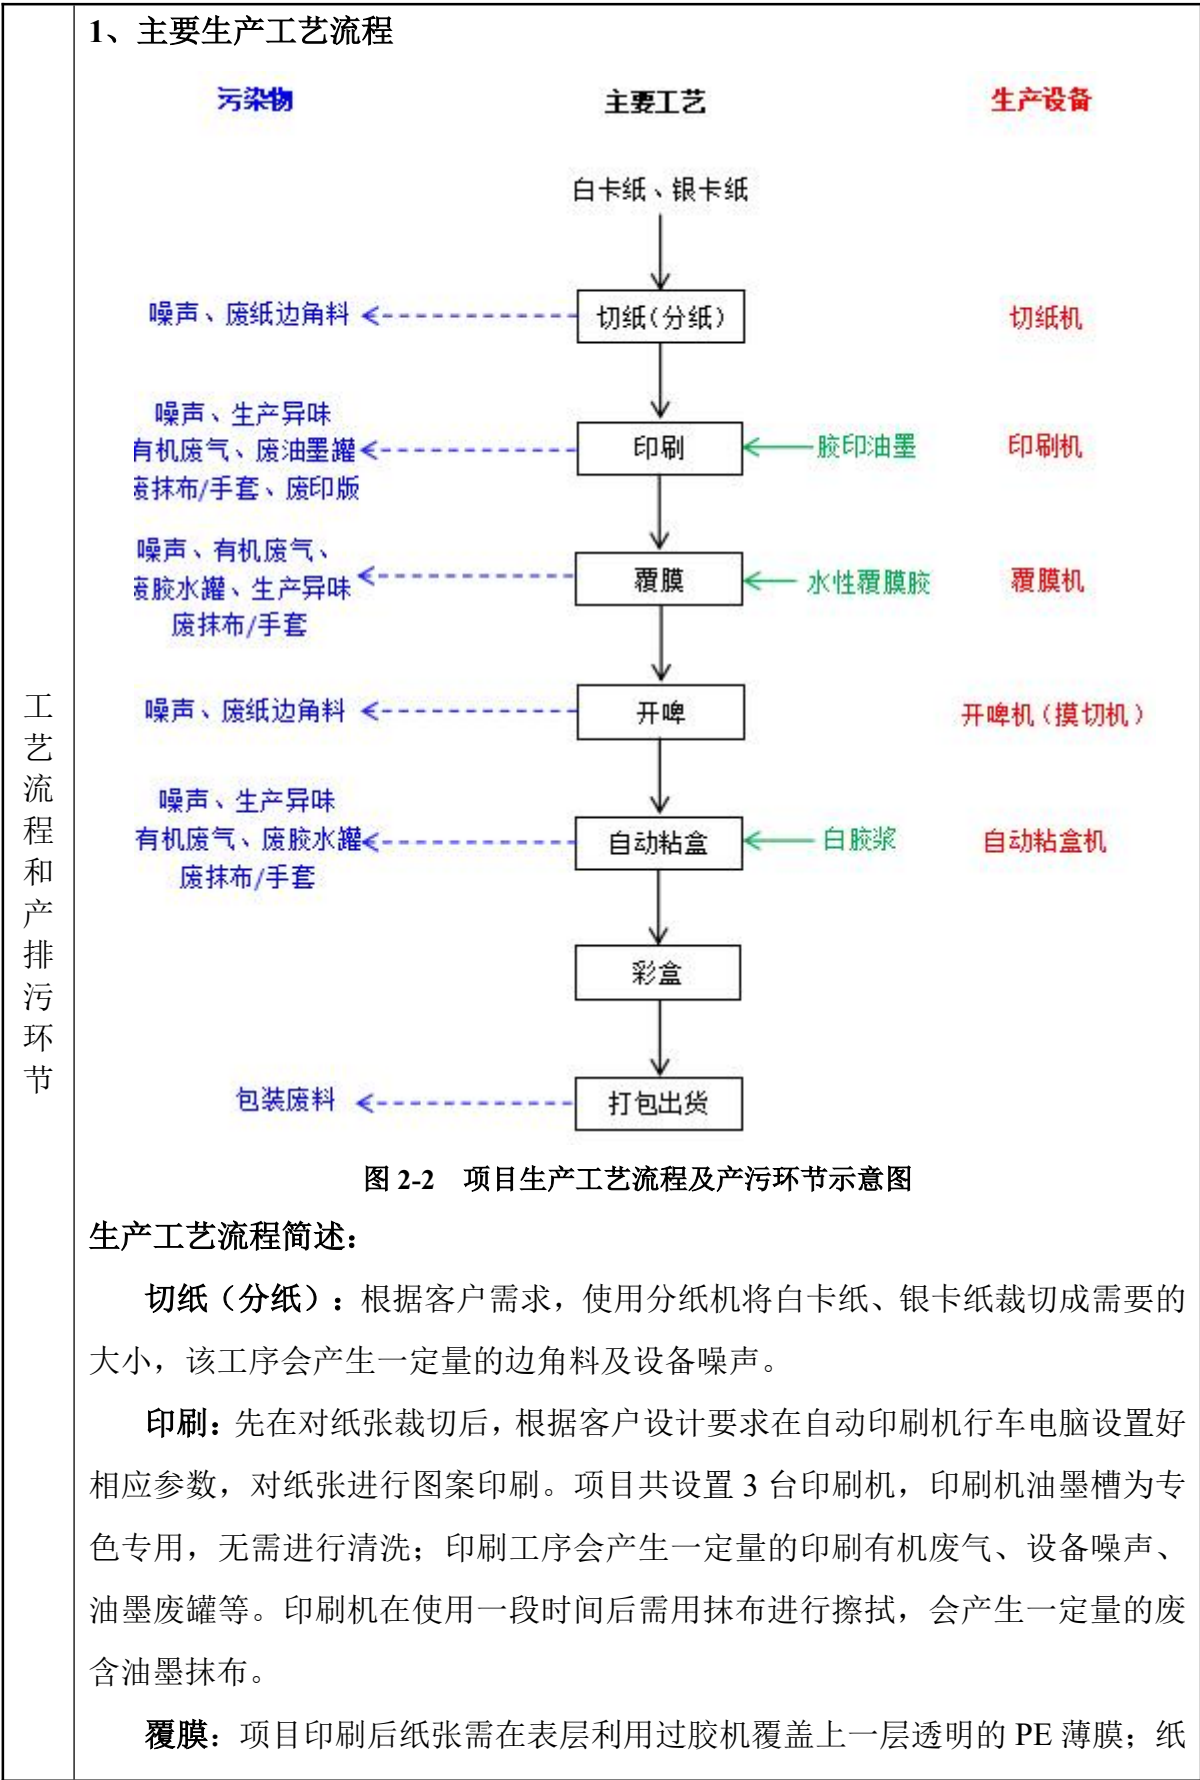 1、主要生产工艺流程
污染物 主要工艺 生产设备
白卡纸、银卡纸
噪声、废纸边角料 切纸(分纸) 切纸机
噪声、生产异味
有机废气、废油墨罐 印刷 胶印油墨 印刷机
废抹布/手套、废印版
噪声、有机废气、
废胶水罐、生产异味 覆膜 水性覆膜胶 覆膜机
废抹布/手套
噪声、废纸边角料 开啤 开啤机(摸切机)
噪声、生产异味
有机废气、废胶水罐 自动粘盒 白胶浆 自动粘盒机
废抹布/手套
彩盒
包装废料 打包出货
图 2-2 项目生产工艺流程及产污环节示意图
工艺流程和产排污环节
生产工艺流程简述：
切纸（分纸）：根据客户需求，使用分纸机将白卡纸、银卡纸裁切成需要的
大小，该工序会产生一定量的边角料及设备噪声。
印刷：先在对纸张裁切后，根据客户设计要求在自动印刷机行车电脑设置好
相应参数，对纸张进行图案印刷。项目共设置 3 台印刷机，印刷机油墨槽为专
色专用，无需进行清洗；印刷工序会产生一定量的印刷有机废气、设备噪声、
油墨废罐等。印刷机在使用一段时间后需用抹布进行擦拭，会产生一定量的废
含油墨抹布。
覆膜：项目印刷后纸张需在表层利用过胶机覆盖上一层透明的 PE 薄膜；纸